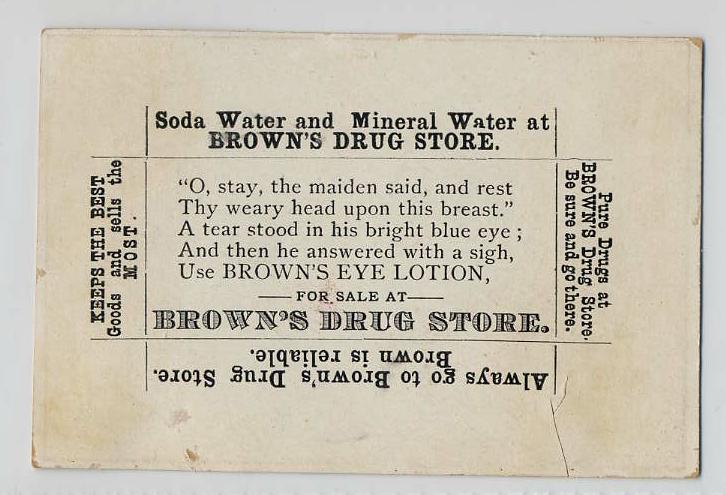 Soda Water and Mineral Water at
BROWN'S DRUG STORE.
KEEPS THE BEST
Goods and sells the
MOST.
"O, stay, the maiden said, and rest
Thy weary head upon this breast."
A tear stood in his bright blue eye;
And then he answered with a sigh,
Use BROWN'S EYE LOTION,
FOR SALE AT
BROWN'S DRUG STORE.
Pure Drugs at
BROWN'S Drug Store.
Be sure and go there.
Always go to Brown's Drug Store.
Brown is reliable.